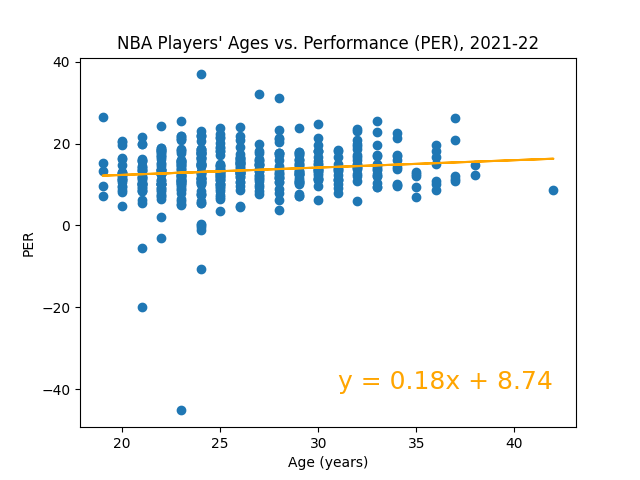 NBA Players' Ages vs. Performance (PER), 2021-22
40
20
0
−20
−40
PER
y = 0.18x + 8.74
20 25 30 35 40
Age (years)